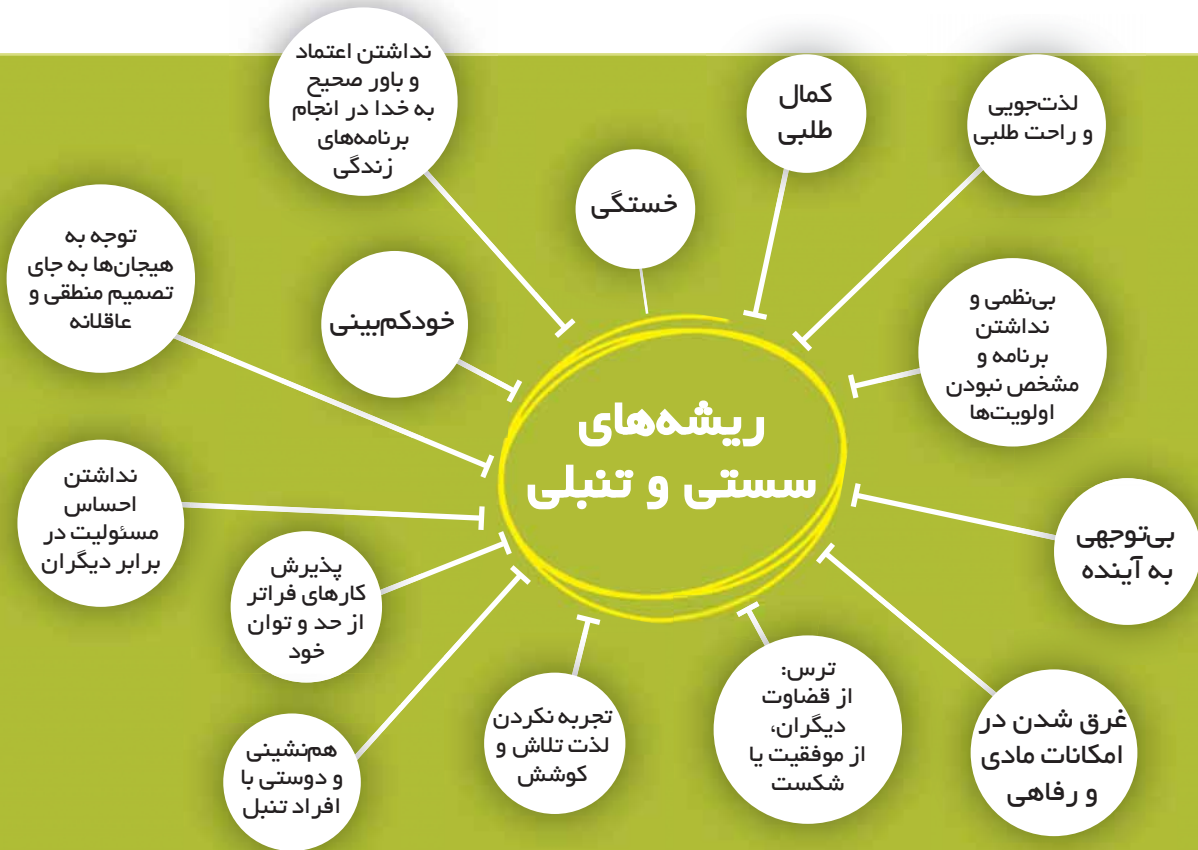 ریشه‌های
سستی و تنبلی
لذت‌جویی
و راحت طلبی
کمال
طلبی
خستگی
نداشتن اعتماد
و باور صحیح
به خدا در انجام
برنامه‌های
زندگی
خودکم‌بینی
توجه به
هیجان‌ها به جای
تصمیم منطقی و
عاقلانه
نداشتن
احساس
مسئولیت در
برابر دیگران
پذیرش
کارهای فراتر
از حد و توان
خود
هم‌نشینی
و دوستی با
افراد تنبل
تجربه نکردن
لذت تلاش و
کوشش
ترس:
از قضاوت
دیگران،
از موفقیت یا
شکست
غرق شدن در
امکانات مادی
و رفاهی
بی‌توجهی
به آینده
بی‌نظمی و
نداشتن
برنامه و
مشخص نبودن
اولویت‌ها